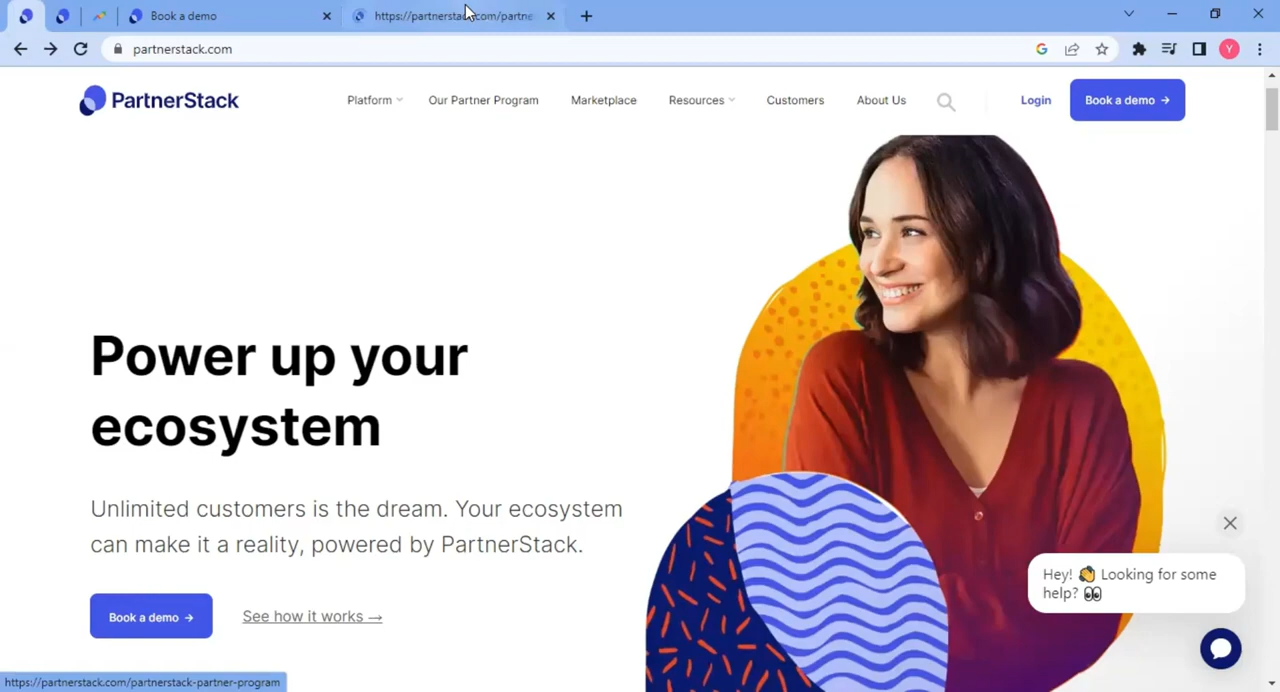 Book a demo
https://partnerstack.com/partne
partnerstack.com
G
Y
PartnerStack
Platform
Our Partner Program
Marketplace
Resources
Customers
About Us
Login
Book a demo →
Power up your
ecosystem
Unlimited customers is the dream. Your ecosystem
can make it a reality, powered by PartnerStack.
Book a demo →
See how it works →
Hey! 👋 Looking for some
help? 👀
https://partnerstack.com/partnerstack-partner-program